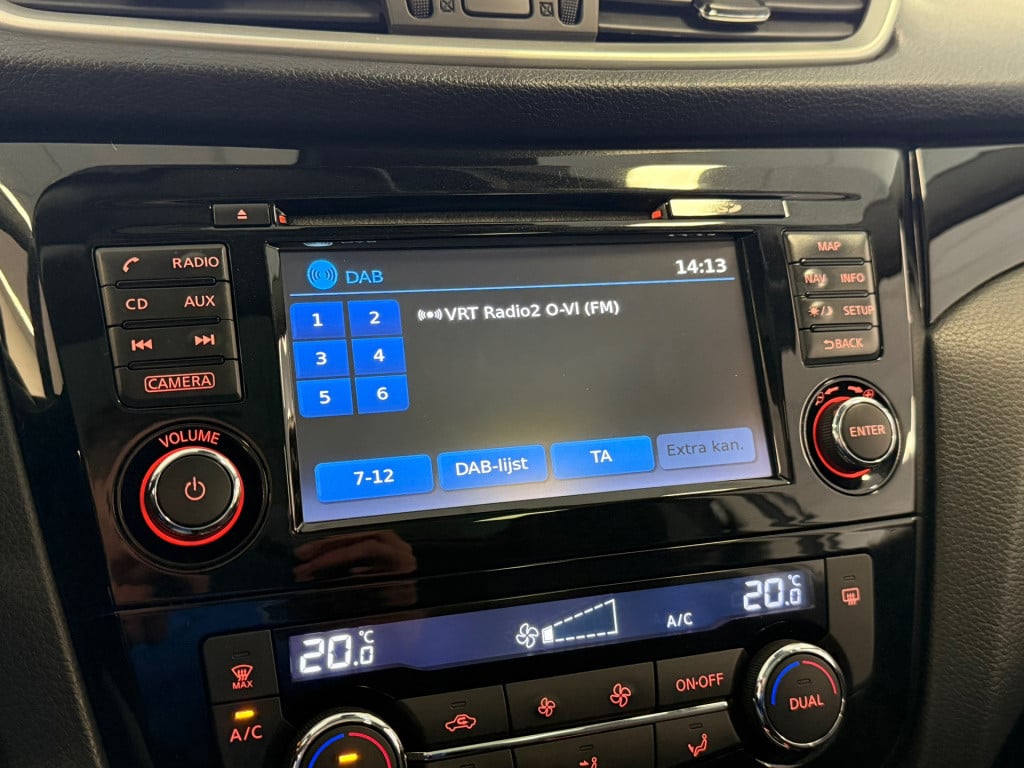 RADIO
CD AUX
CAMERA
VOLUME
DAB
14:13
1 2
3 4
5 6
VRT Radio2 O-Vl (FM)
7-12
DAB-lijst
TA
Extra kan.
MAP
NAV INFO
SETUP
BACK
ENTER
20.0 °C
A/C
20.0 °C
MAX
A/C
ON·OFF
DUAL